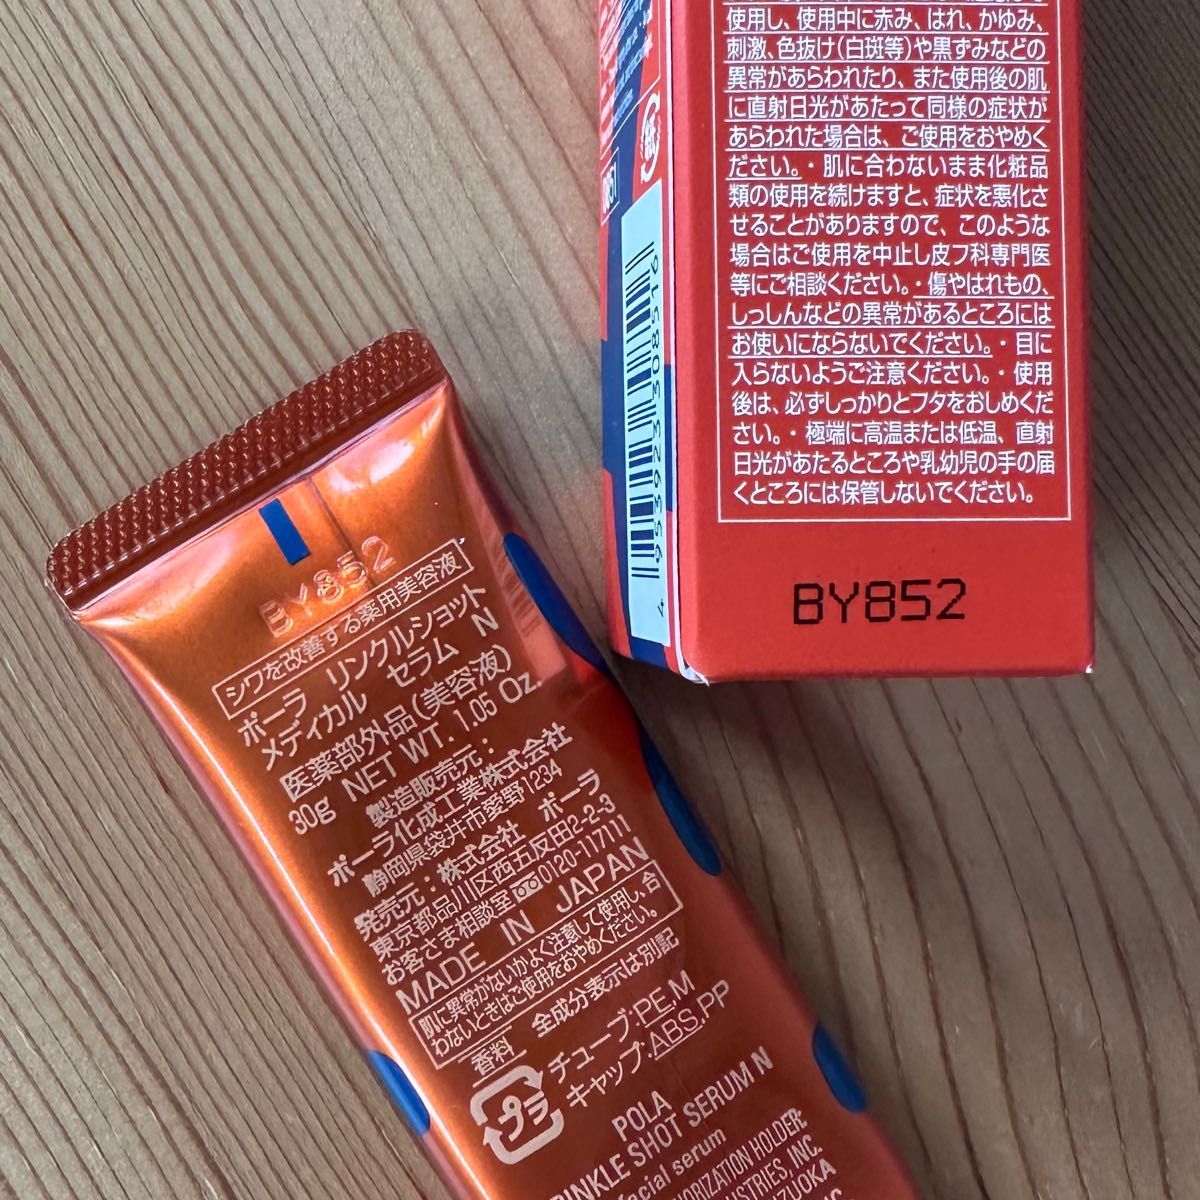 使用し、使用中に赤み、はれ、かゆみ、
刺激、色抜け(白斑等)や黒ずみなどの
異常があらわれたり、また使用後の肌
に直射日光があたって同様の症状が
あらわれた場合は、ご使用をおやめく
ださい。・肌に合わないまま化粧品
類の使用を続けますと、症状を悪化さ
せることがありますので、このような
場合はご使用を中止し皮フ科専門医
等にご相談ください。・傷やはれもの、
しっしんなどの異常があるところには
お使いにならないでください。・目に
入らないようご注意ください。・使用
後は、必ずしっかりとフタをおしめくだ
さい。・極端に高温または低温、直射
日光があたるところや乳幼児の手の届
くところには保管しないでください。
BY852
紙
4 953923 308516
BY852
シワを改善する薬用美容液
ポーラ リンクルショット
メディカル セラム N
医薬部外品(美容液)
30g NET WT. 1.05 Oz.
製造販売元:
ポーラ化成工業株式会社
静岡県袋井市愛野1234
発売元:株式会社 ポーラ
東京都品川区西五反田2-2-3
お客さま相談室 0120-117111
MADE IN JAPAN
肌に異常がないかよく注意して使用し、合
わないときはご使用をおやめください。
香料 全成分表示は別記
プラ
チューブ:PE,M
キャップ:ABS,PP
POLA
RINKLE SHOT SERUM N
facial serum
HORIZATION HOLDER:
USTRIES, INC.